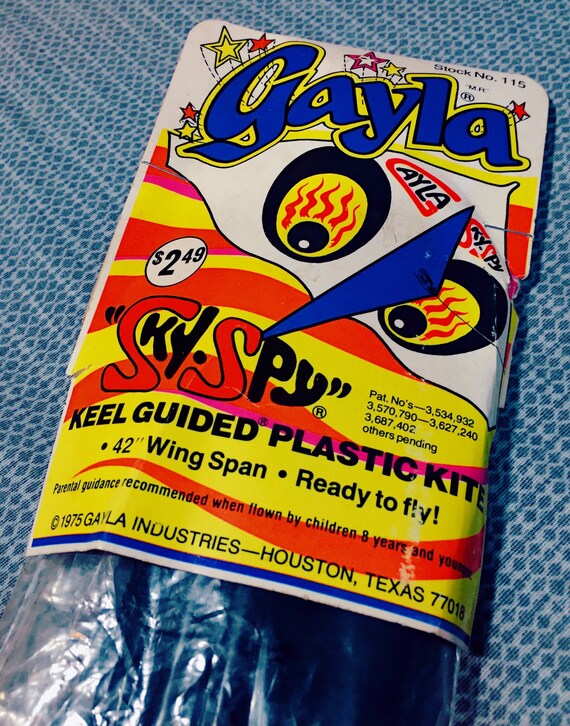 Stock No. 115
"M.R."
Gayla®
GAYLA
SKY-SPY
$2.49
"SKY-SPY"®
Pat. No's—3,534,932
3,570,790—3,627,240
3,687,402
others pending
KEEL GUIDED® PLASTIC KITE
• 42" Wing Span • Ready to fly!
Parental guidance recommended when flown by children 8 years and
© 1975 GAYLA INDUSTRIES—HOUSTON, TEXAS 77018